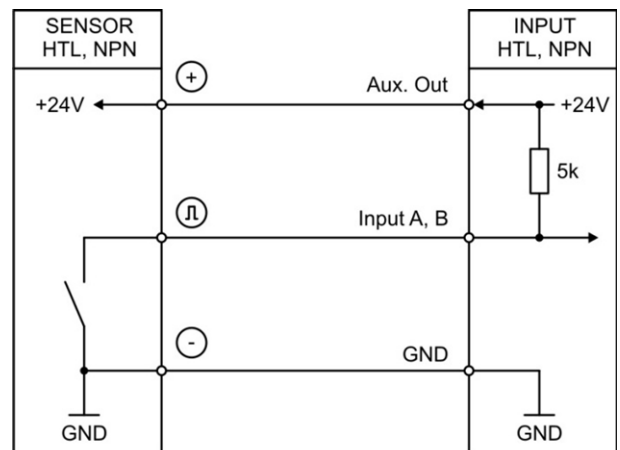 SENSOR
HTL, NPN
INPUT
HTL, NPN
+
+24V
Aux. Out
+24V
5k
Input A, B
-
GND
GND
GND